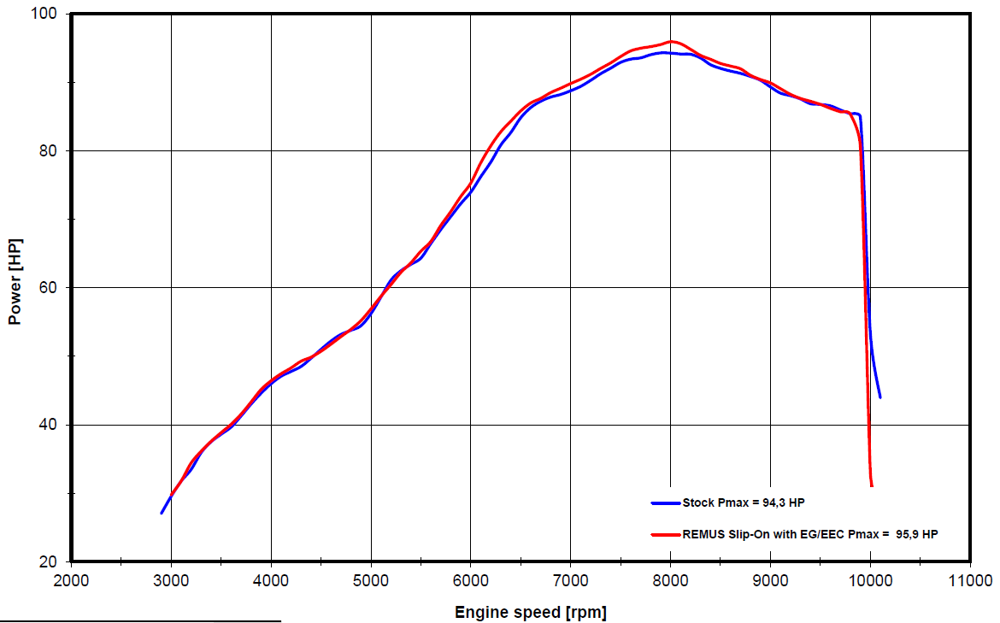 100
80
60
40
20
Power [HP]
Stock Pmax = 94,3 HP
REMUS Slip-On with EG/EEC Pmax = 95,9 HP
2000 3000 4000 5000 6000 7000 8000 9000 10000 11000
Engine speed [rpm]